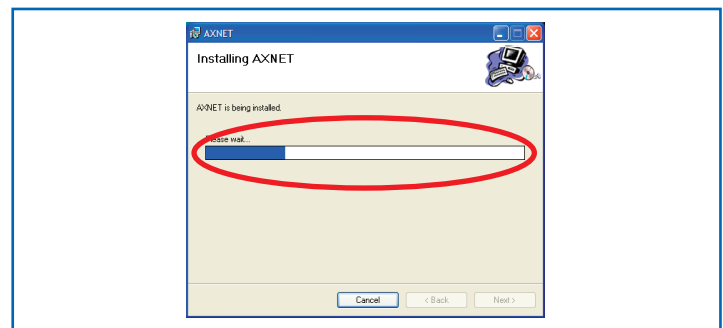 AXNET
Installing AXNET
AXNET is being installed.
Please wait...
Cancel
< Back
Next >